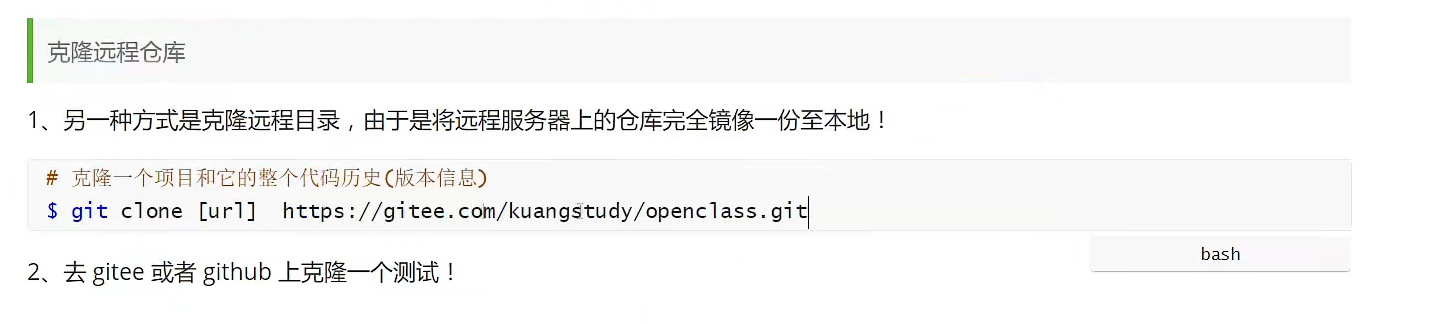 克隆远程仓库
1、另一种方式是克隆远程目录，由于是将远程服务器上的仓库完全镜像一份至本地！
# 克隆一个项目和它的整个代码历史(版本信息)
$ git clone [url]  https://gitee.com/kuangstudy/openclass.git
bash
2、去 gitee 或者 github 上克隆一个测试！